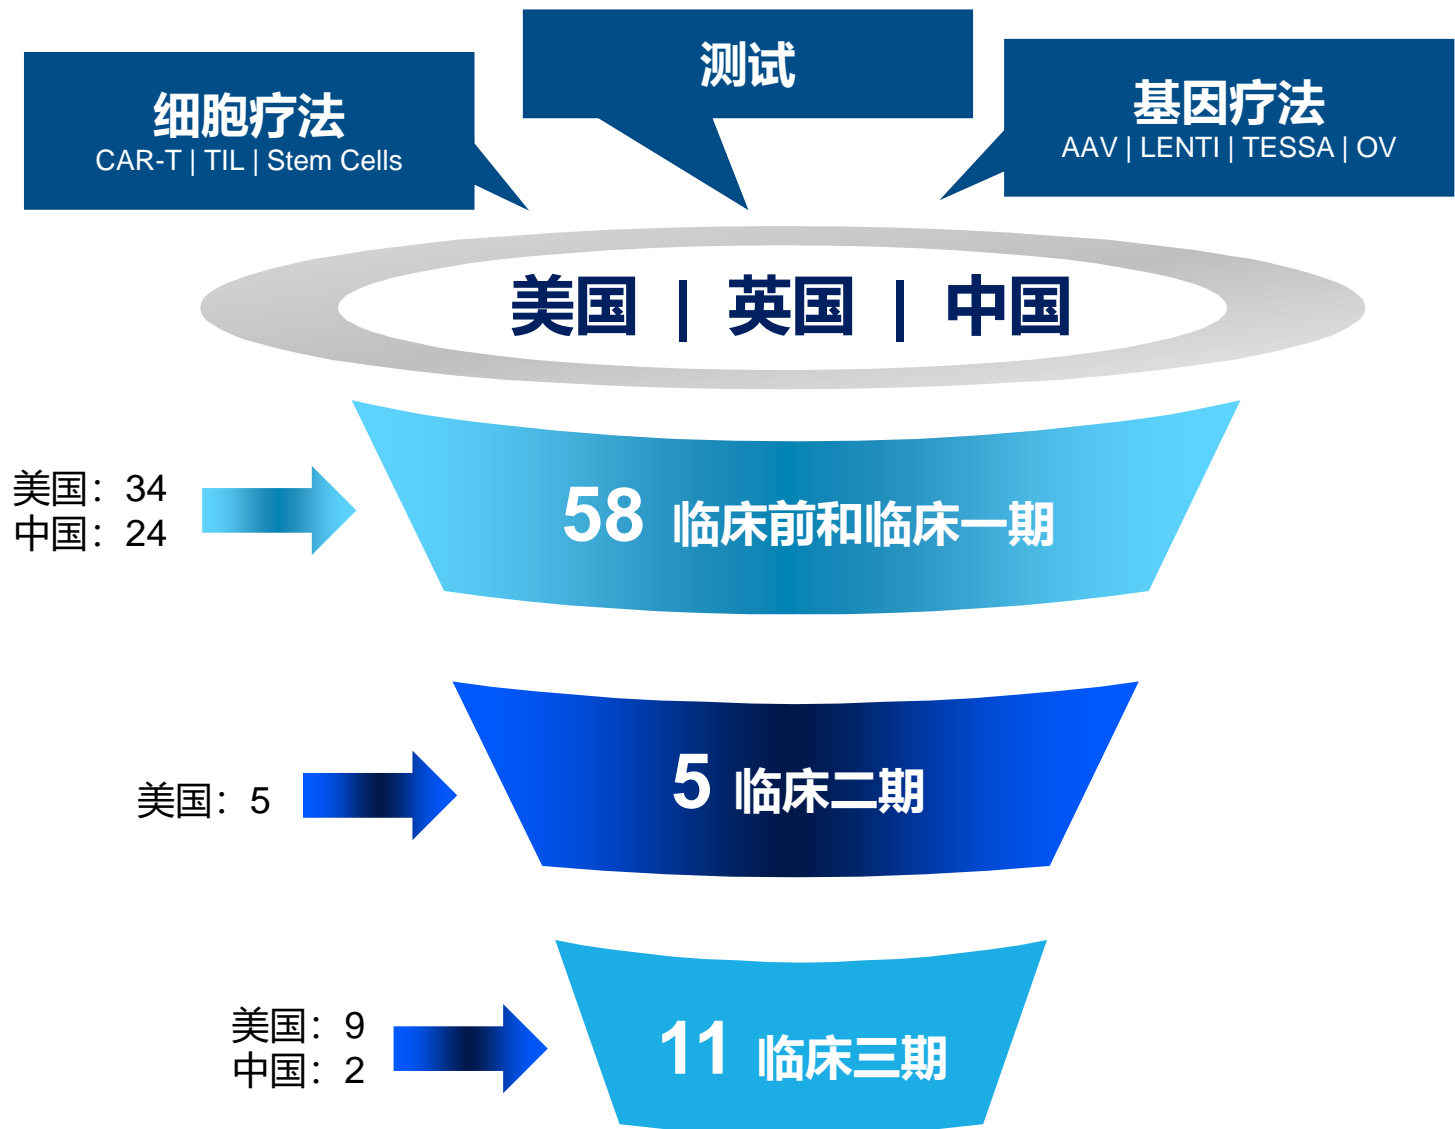 测试
细胞疗法
CAR-T | TIL | Stem Cells
基因疗法
AAV | LENTI | TESSA | OV
美国 | 英国 | 中国
美国：34
中国：24
58 临床前和临床一期
美国：5
5 临床二期
美国：9
中国：2
11 临床三期